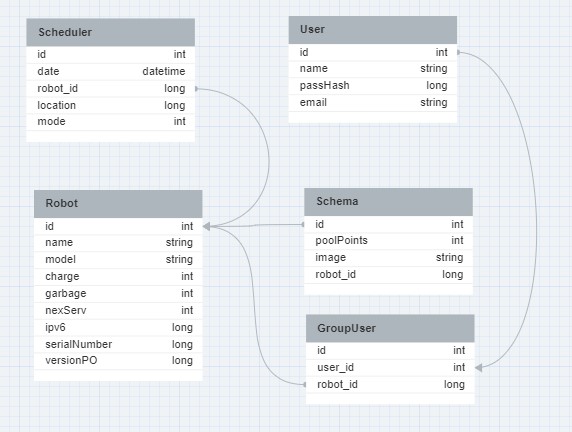 Scheduler
id int
date datetime
robot_id long
location long
mode int
User
id int
name string
passHash long
email string
Robot
id int
name string
model string
charge int
garbage int
nexServ int
ipv6 long
serialNumber long
versionPO long
Schema
id int
poolPoints int
image string
robot_id long
GroupUser
id int
user_id int
robot_id long